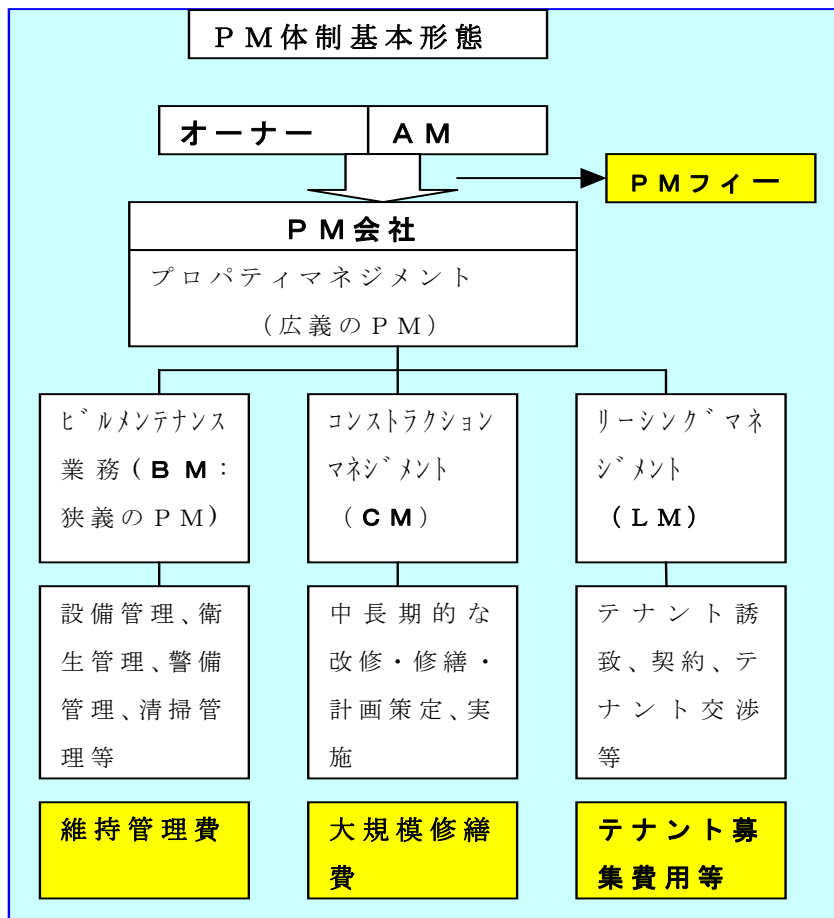 PM体制基本形態
オーナー
AM
PMフィー
PM会社
プロパティマネジメント
（広義のPM）
ﾋﾞﾙﾒﾝﾃﾅﾝｽ
業務(BM：
狭義のPM)
設備管理、衛
生管理、警備
管理、清掃管
理等
維持管理費
コンストラクション
ﾏﾈｼﾞﾒﾝﾄ
（CM）
中長期的な
改修・修繕・
計画策定、実
施
大規模修繕
費
ﾘｰｼﾝｸﾞﾏﾈ
ｼﾞﾒﾝﾄ
（LM）
テナント誘
致、契約、テ
ナント交渉
等
テナント募
集費用等